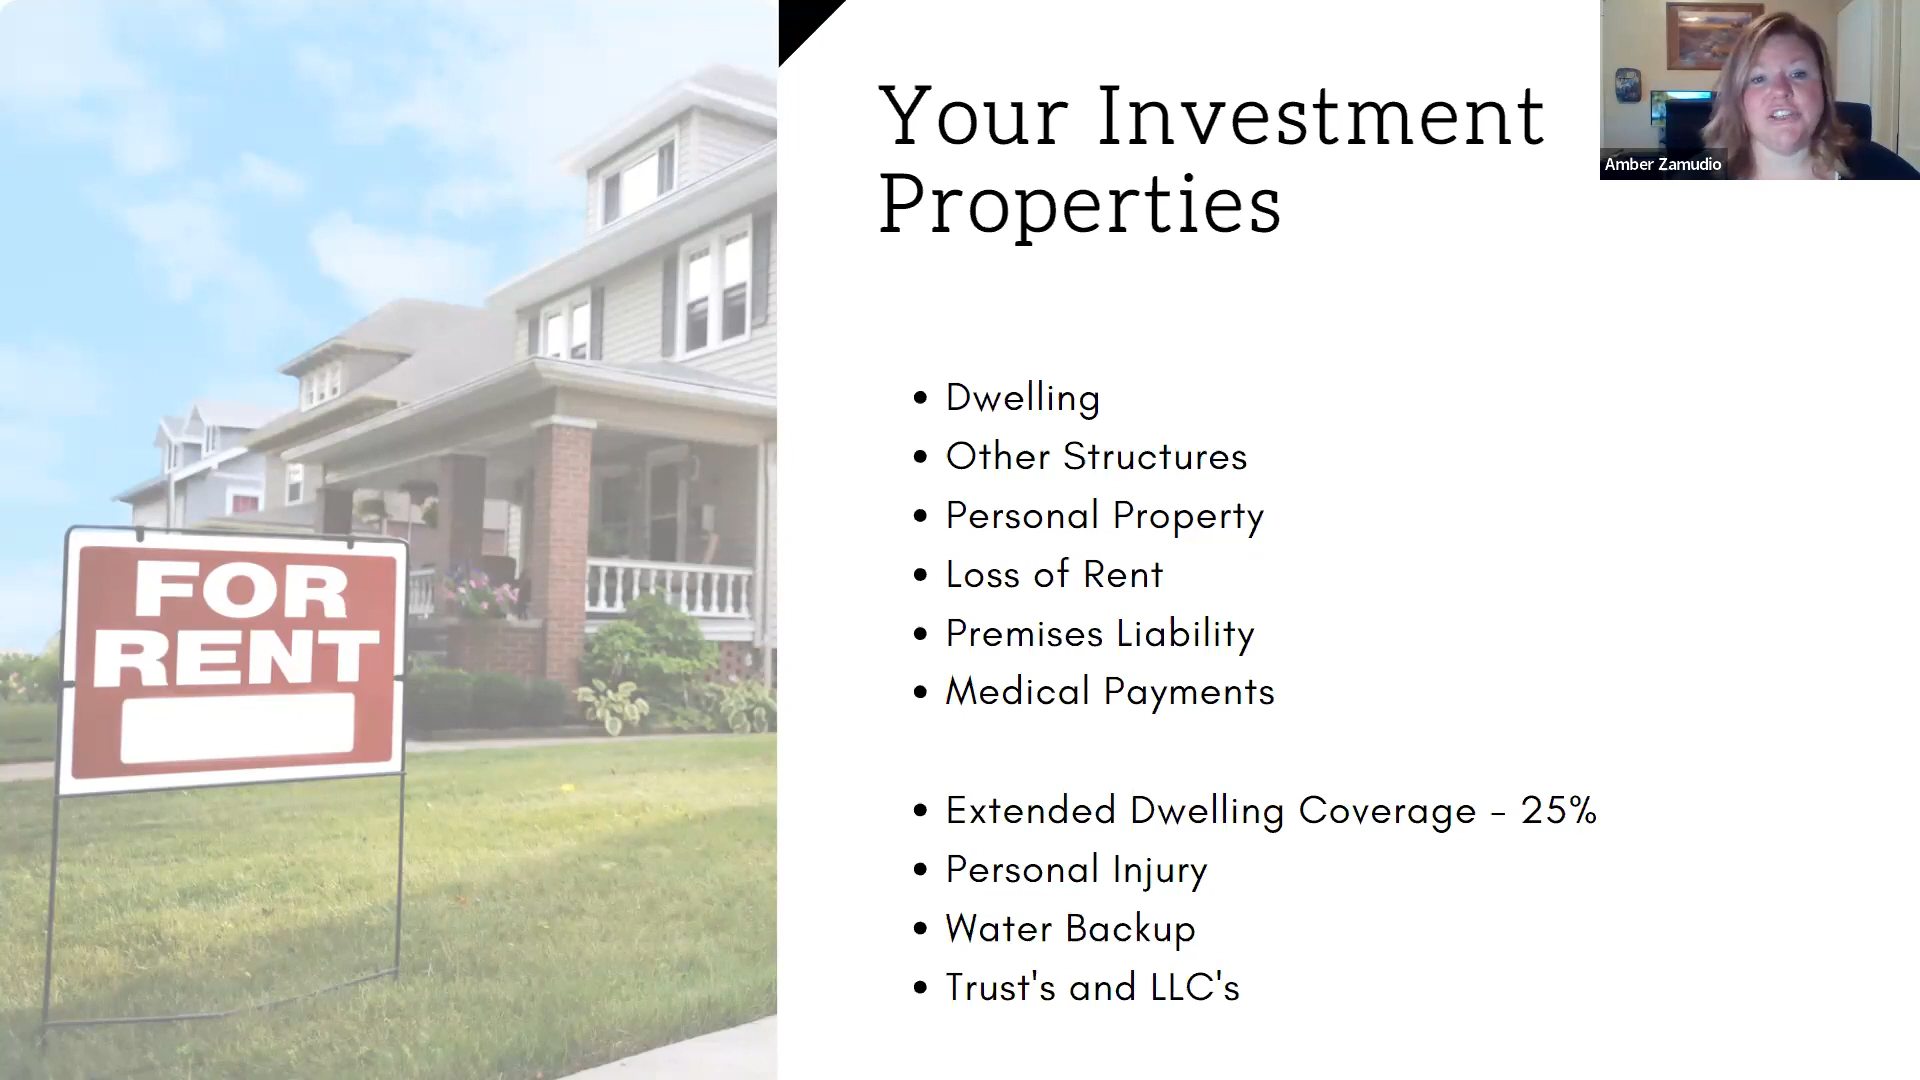 Your Investment
Properties
Amber Zamudio
Dwelling
Other Structures
Personal Property
Loss of Rent
Premises Liability
Medical Payments
Extended Dwelling Coverage - 25%
Personal Injury
Water Backup
Trust's and LLC's
FOR
RENT